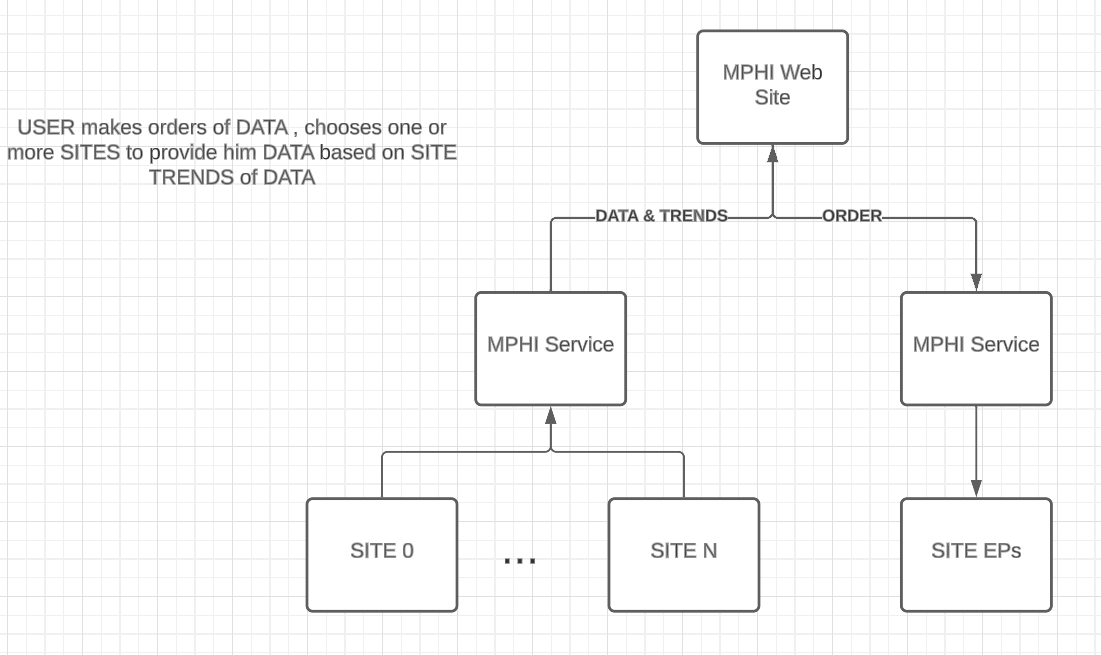 MPHI Web
Site
USER makes orders of DATA , chooses one or
more SITES to provide him DATA based on SITE
TRENDS of DATA
DATA & TRENDS
ORDER
MPHI Service
MPHI Service
SITE 0
...
SITE N
SITE EPs